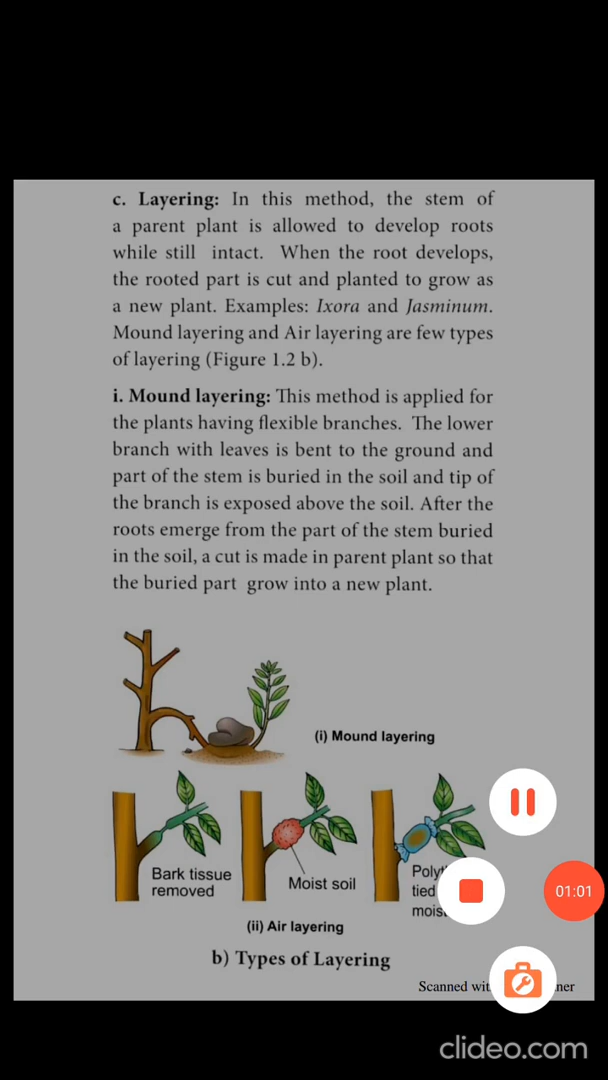 c. Layering: In this method, the stem of
a parent plant is allowed to develop roots
while still intact. When the root develops,
the rooted part is cut and planted to grow as
a new plant. Examples: Ixora and Jasminum.
Mound layering and Air layering are few types
of layering (Figure 1.2 b).
i. Mound layering: This method is applied for
the plants having flexible branches. The lower
branch with leaves is bent to the ground and
part of the stem is buried in the soil and tip of
the branch is exposed above the soil. After the
roots emerge from the part of the stem buried
in the soil, a cut is made in parent plant so that
the buried part grow into a new plant.
(i) Mound layering
Bark tissue
removed
Moist soil
tied
(ii) Air layering
b) Types of Layering
Scanned
01:01
clideo.com